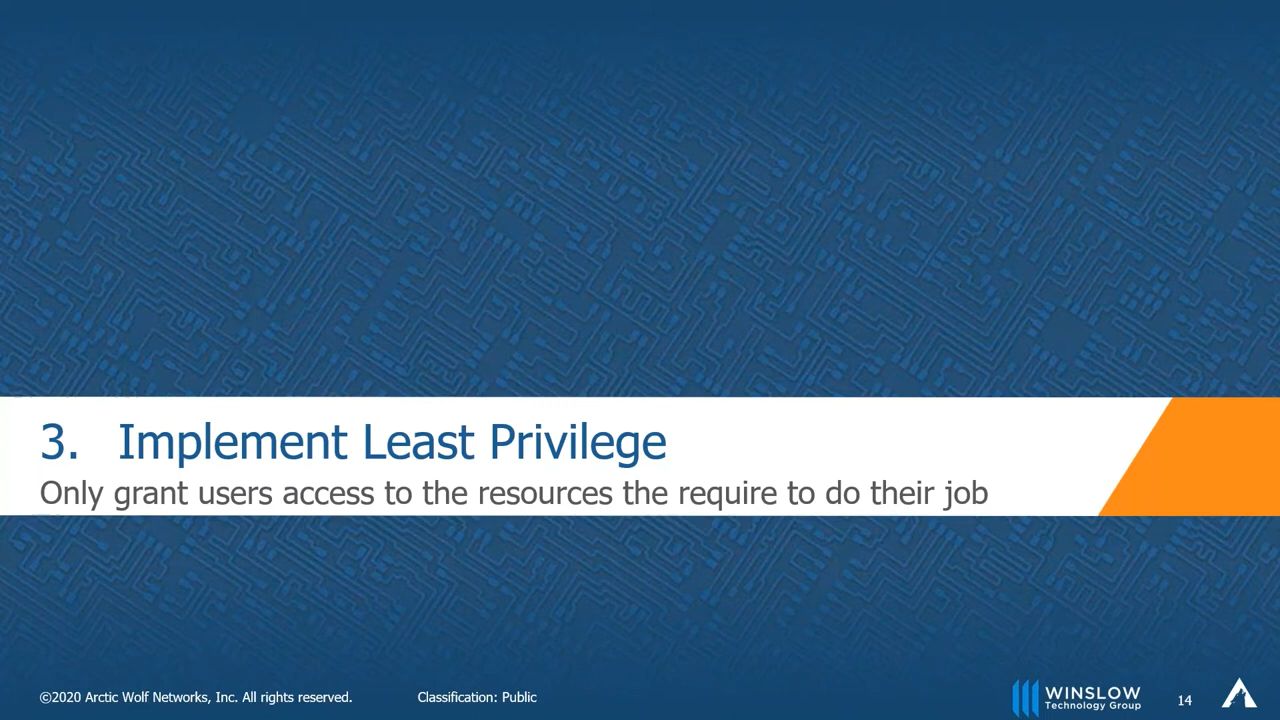 3. Implement Least Privilege
Only grant users access to the resources the require to do their job
©2020 Arctic Wolf Networks, Inc. All rights reserved. Classification: Public
WINSLOW
Technology Group
14